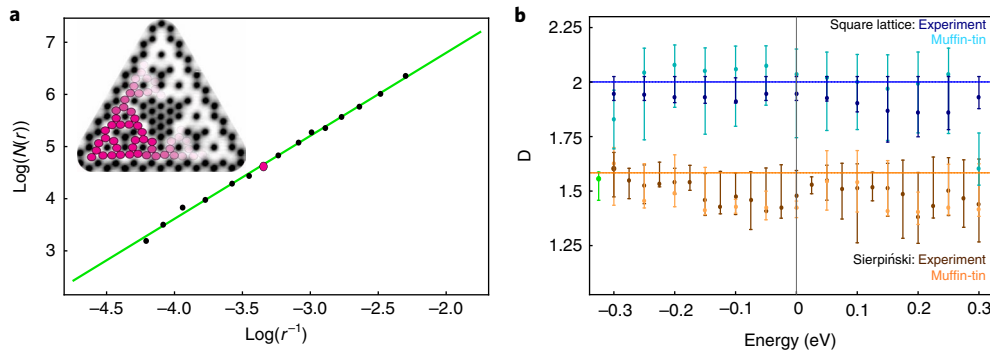 a
7
6
5
4
3
Log(N(r))
−4.5
−4.0
−3.5
−3.0
−2.5
−2.0
Log(r⁻¹)
b
2.25
2
1.75
1.5
1.25
D
Square lattice: Experiment
Muffin-tin
Sierpiński: Experiment
Muffin-tin
−0.3
−0.2
−0.1
0
0.1
0.2
0.3
Energy (eV)